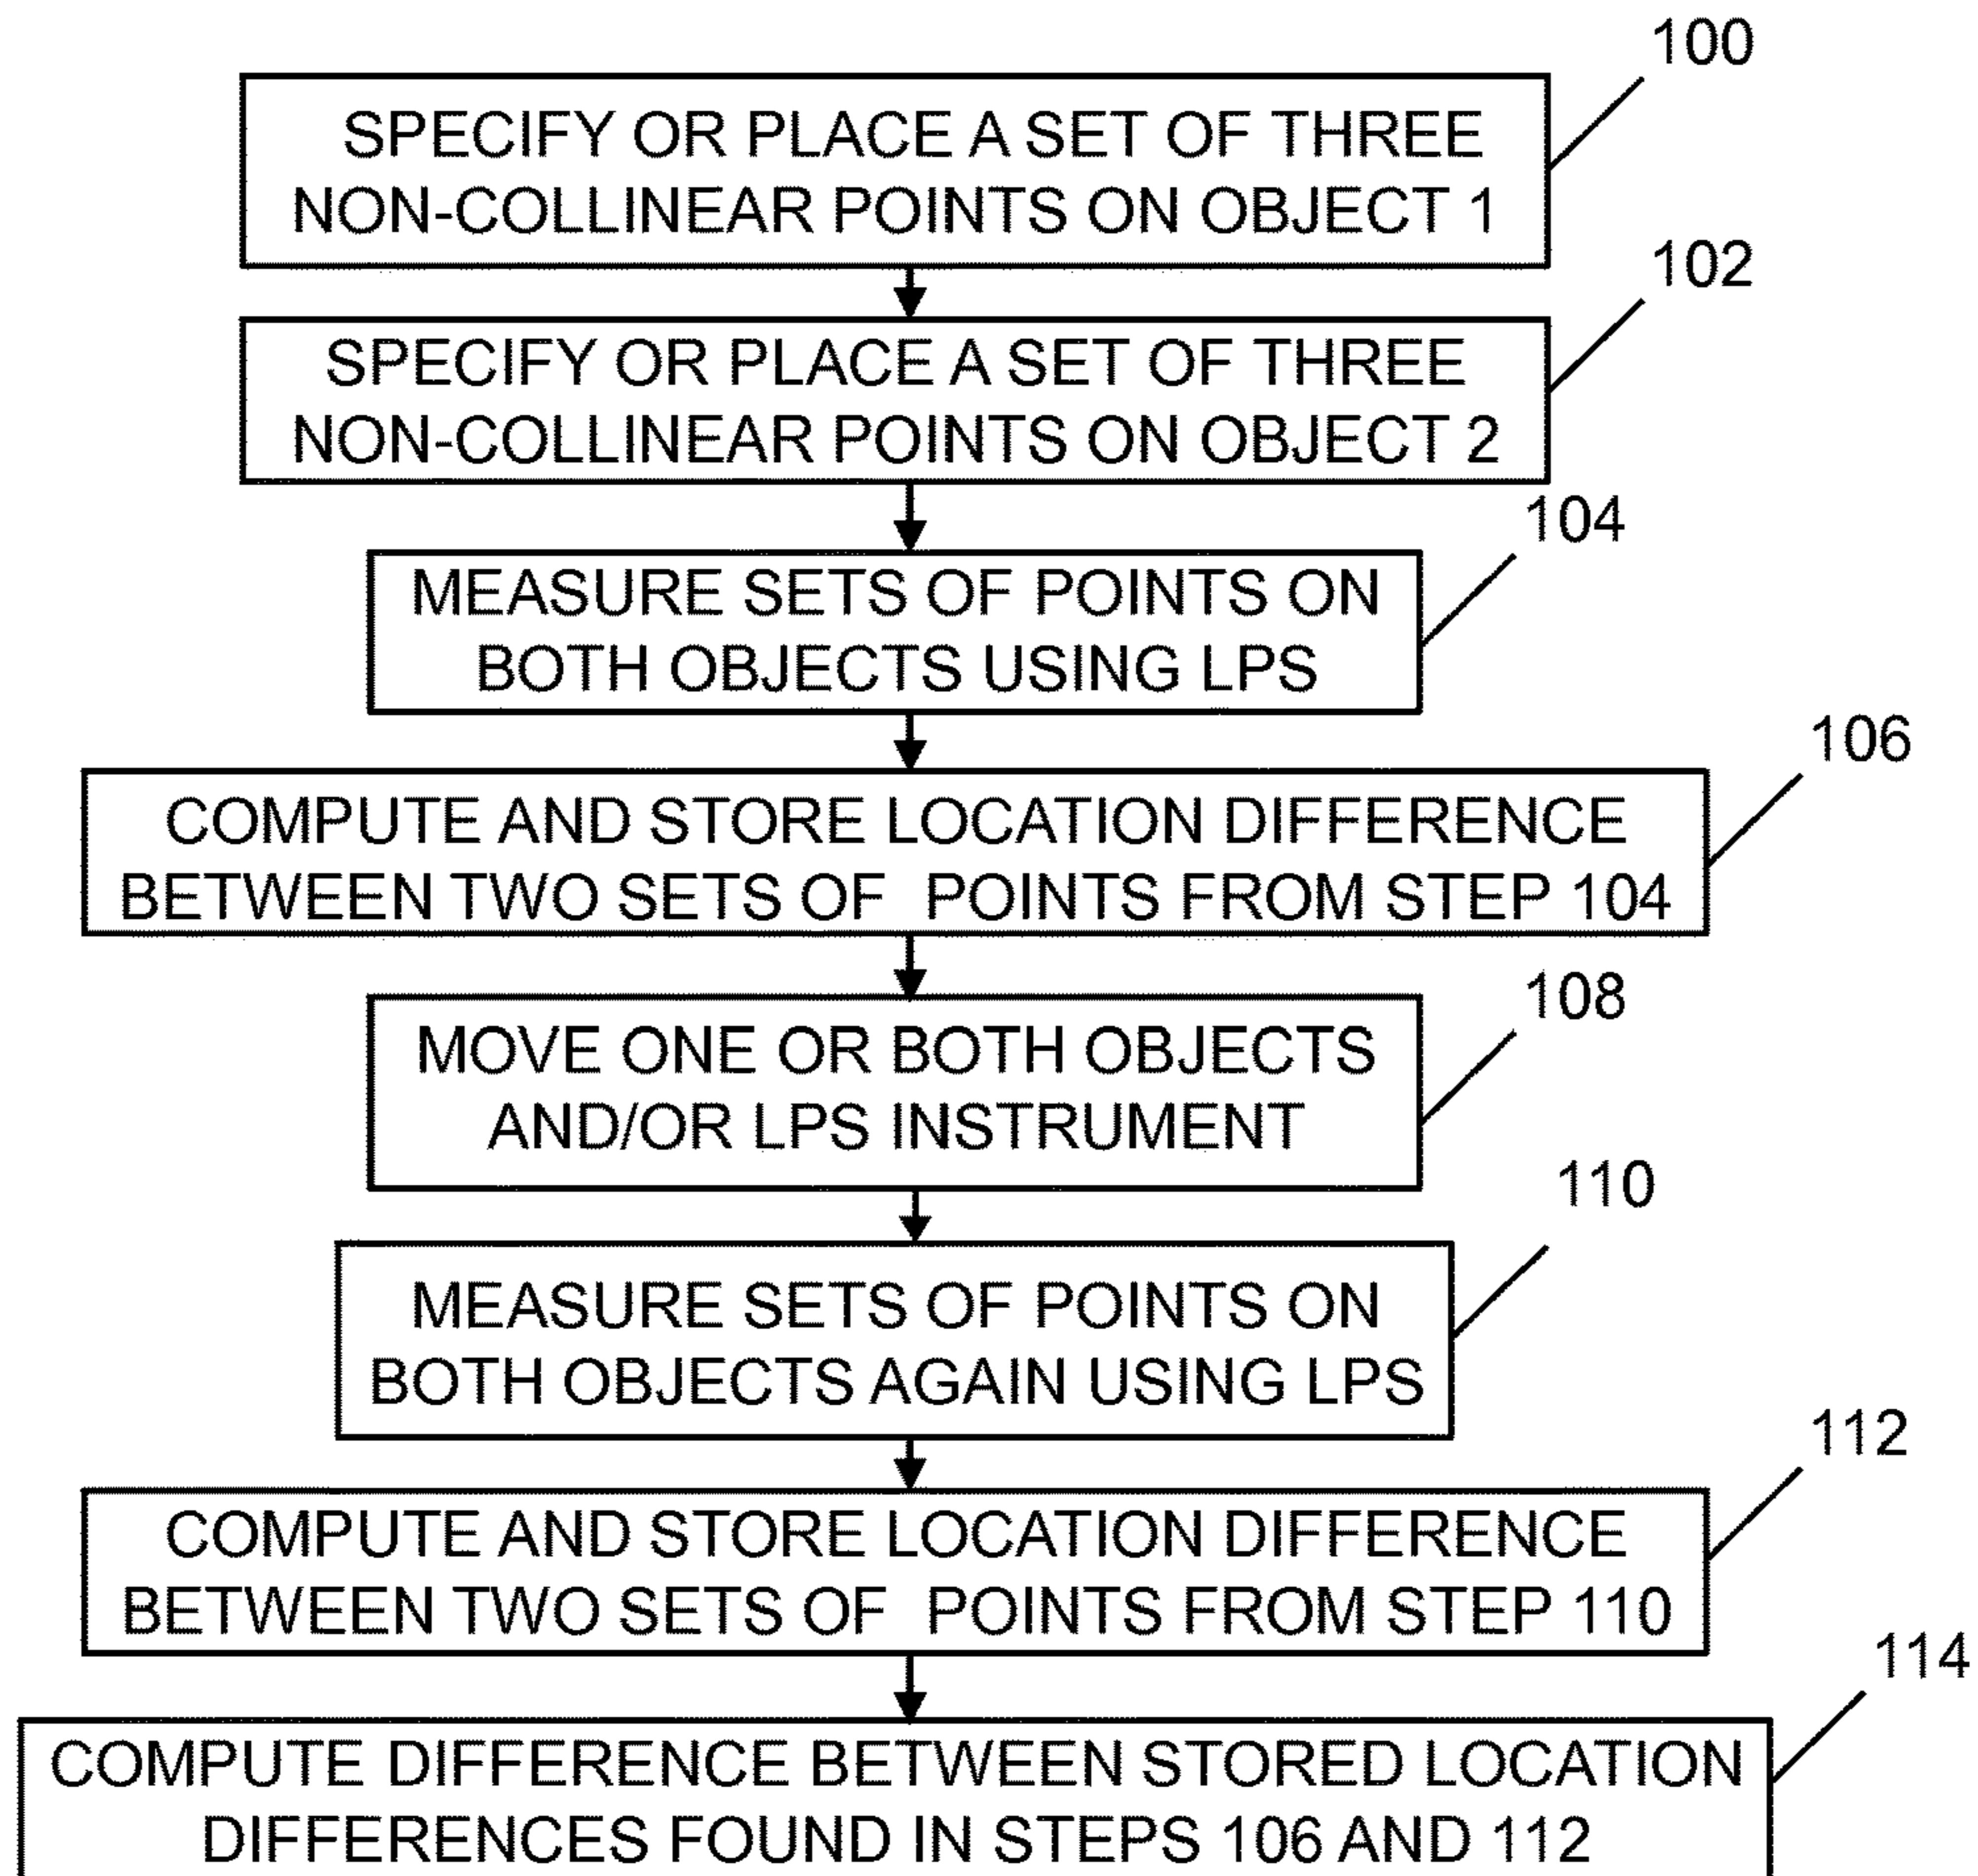 100
SPECIFY OR PLACE A SET OF THREE
NON-COLLINEAR POINTS ON OBJECT 1
102
SPECIFY OR PLACE A SET OF THREE
NON-COLLINEAR POINTS ON OBJECT 2
104
MEASURE SETS OF POINTS ON
BOTH OBJECTS USING LPS
106
COMPUTE AND STORE LOCATION DIFFERENCE
BETWEEN TWO SETS OF POINTS FROM STEP 104
108
MOVE ONE OR BOTH OBJECTS
AND/OR LPS INSTRUMENT
110
MEASURE SETS OF POINTS ON
BOTH OBJECTS AGAIN USING LPS
112
COMPUTE AND STORE LOCATION DIFFERENCE
BETWEEN TWO SETS OF POINTS FROM STEP 110
114
COMPUTE DIFFERENCE BETWEEN STORED LOCATION
DIFFERENCES FOUND IN STEPS 106 AND 112